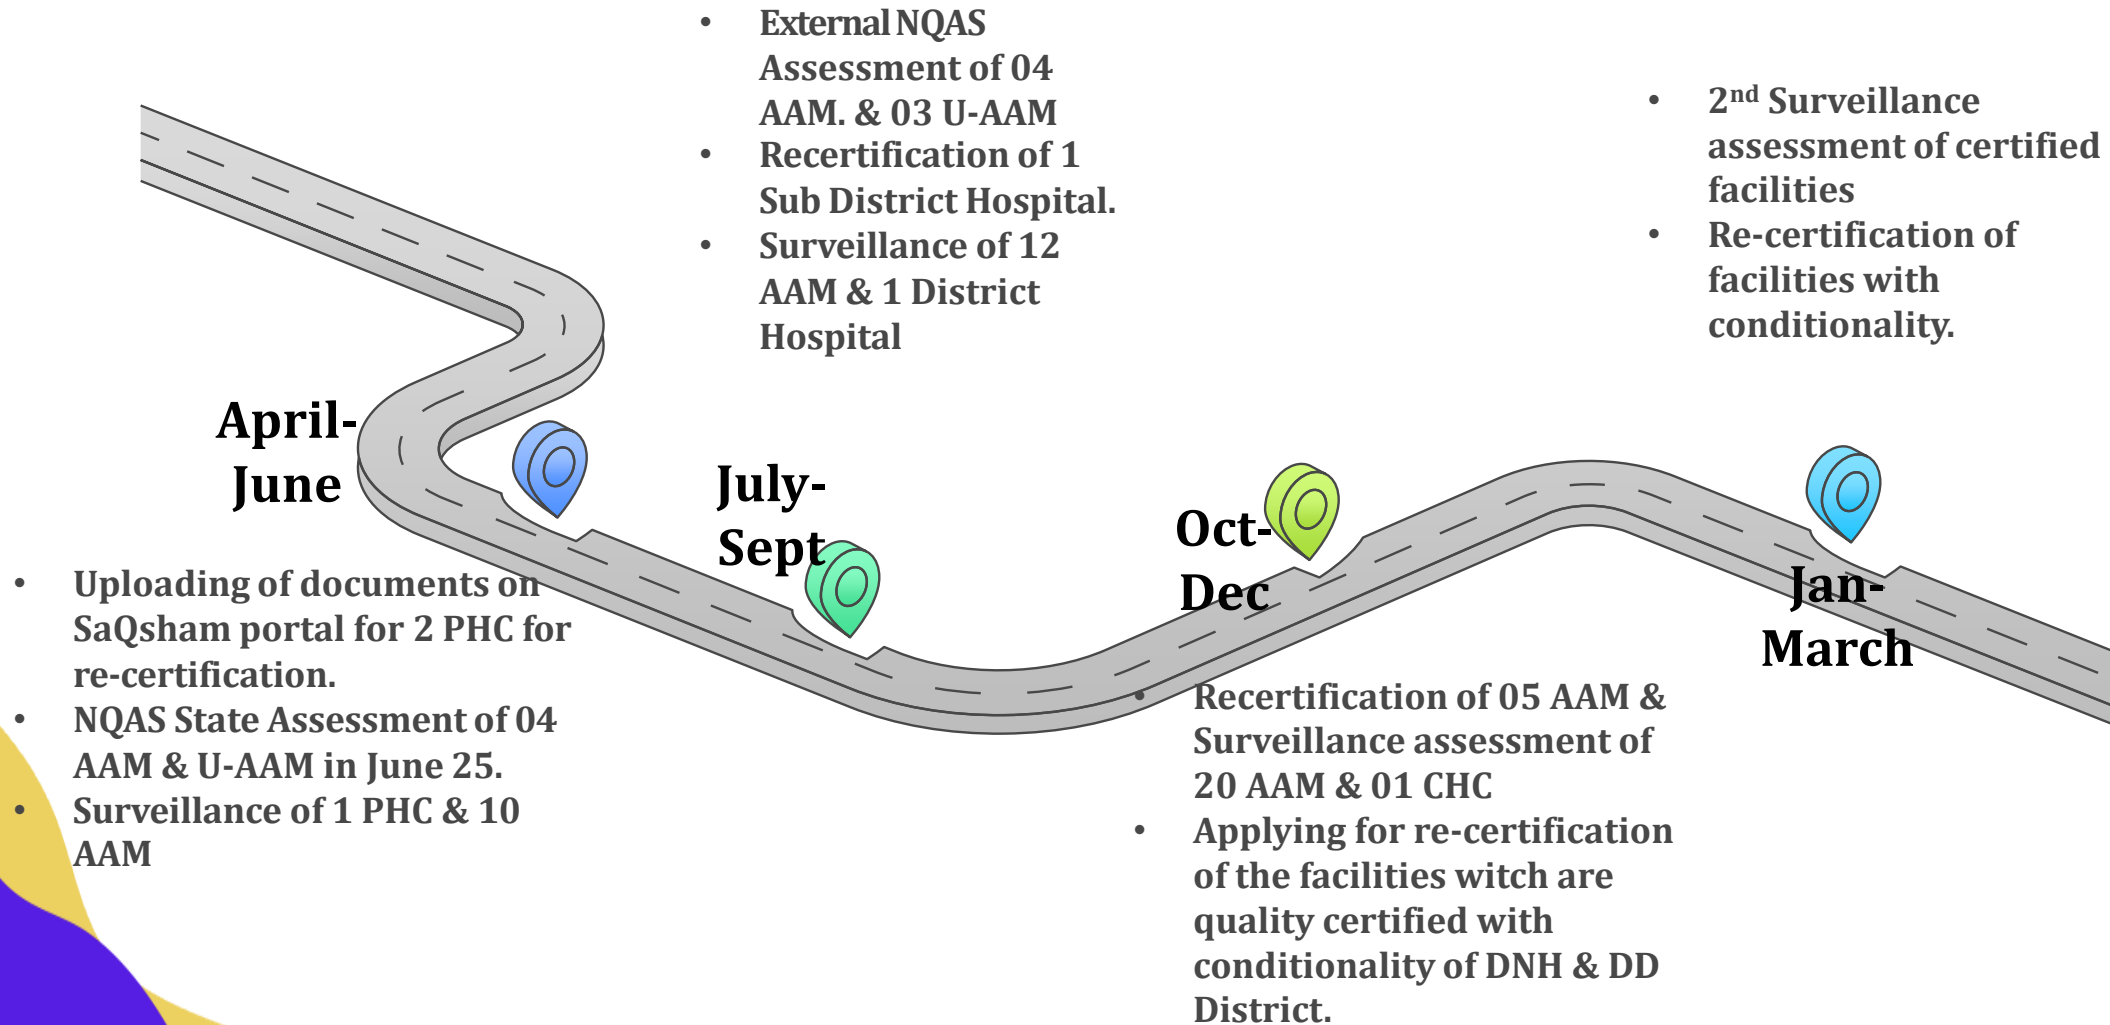 April-
June
• Uploading of documents on
SaQsham portal for 2 PHC for
re-certification.
• NQAS State Assessment of 04
AAM & U-AAM in June 25.
• Surveillance of 1 PHC & 10
AAM
• External NQAS
Assessment of 04
AAM. & 03 U-AAM
• Recertification of 1
Sub District Hospital.
• Surveillance of 12
AAM & 1 District
Hospital
July-
Sept
Oct-
Dec
• Recertification of 05 AAM &
Surveillance assessment of
20 AAM & 01 CHC
• Applying for re-certification
of the facilities witch are
quality certified with
conditionality of DNH & DD
District.
• 2nd Surveillance
assessment of certified
facilities
• Re-certification of
facilities with
conditionality.
Jan-
March